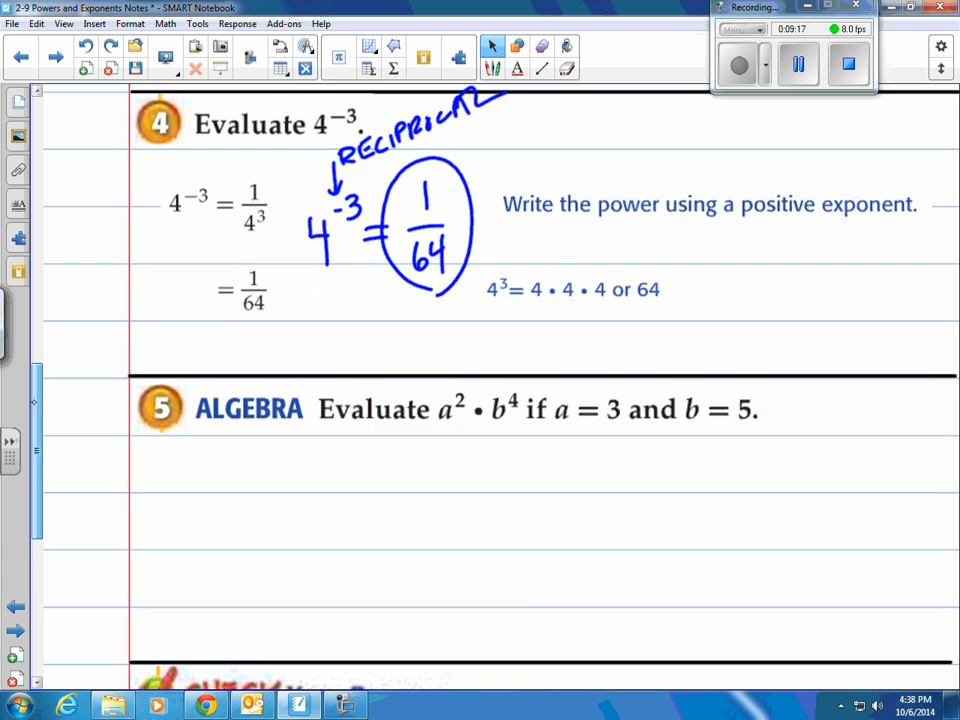 2-9 Powers and Exponents Notes * - SMART Notebook
Recording...
File Edit View Insert Format Math Tools Response Add-ons Help
Menu 0:09:17 8.0 fps
4 Evaluate 4⁻³.
RECIPROCAL
4⁻³ = 1/4³
4⁻³ = 1/64
Write the power using a positive exponent.
= 1/64
4³= 4 • 4 • 4 or 64
5 ALGEBRA Evaluate a² • b⁴ if a = 3 and b = 5.
4:38 PM
10/6/2014